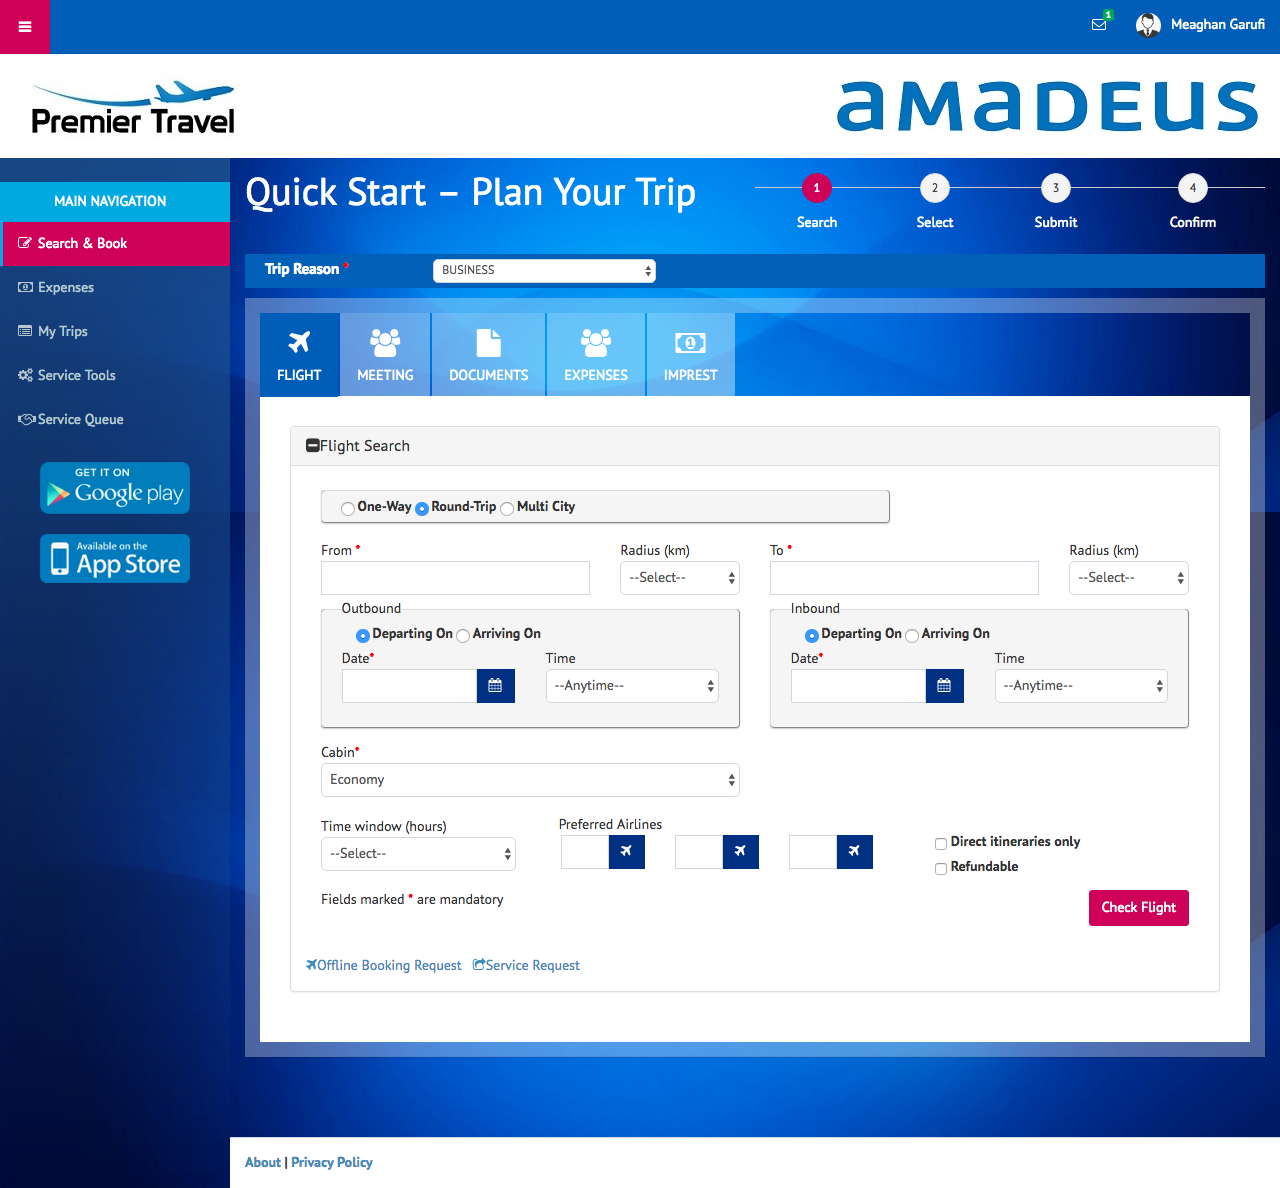 1
Meaghan Garufi
Premier Travel
amadeus
MAIN NAVIGATION
Search & Book
Expenses
My Trips
Service Tools
Service Queue
GET IT ON
Google play
Available on the
App Store
Quick Start – Plan Your Trip
1 2 3 4
Search Select Submit Confirm
Trip Reason * BUSINESS
FLIGHT MEETING DOCUMENTS EXPENSES IMPREST
Flight Search
One-Way Round-Trip Multi City
From * Radius (km) To * Radius (km)
--Select-- --Select--
Outbound Inbound
Departing On Arriving On Departing On Arriving On
Date* Time Date* Time
--Anytime-- --Anytime--
Cabin*
Economy
Time window (hours) Preferred Airlines
--Select--
Direct itineraries only
Refundable
Fields marked * are mandatory
Check Flight
Offline Booking Request Service Request
About | Privacy Policy